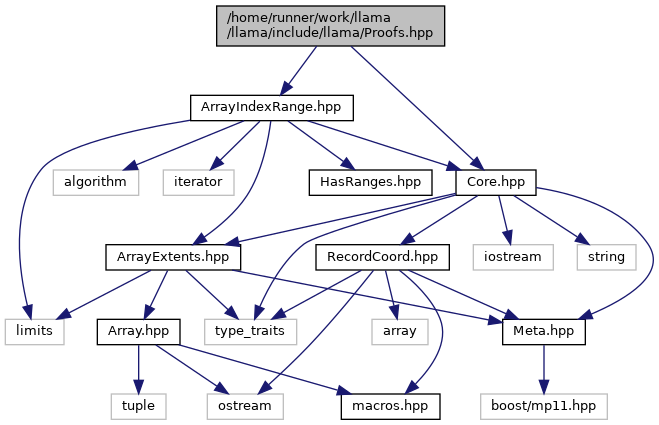 /home/runner/work/llama
/llama/include/llama/Proofs.hpp
ArrayIndexRange.hpp
algorithm
iterator
HasRanges.hpp
Core.hpp
ArrayExtents.hpp
RecordCoord.hpp
iostream
string
limits
Array.hpp
type_traits
array
Meta.hpp
tuple
ostream
macros.hpp
boost/mp11.hpp